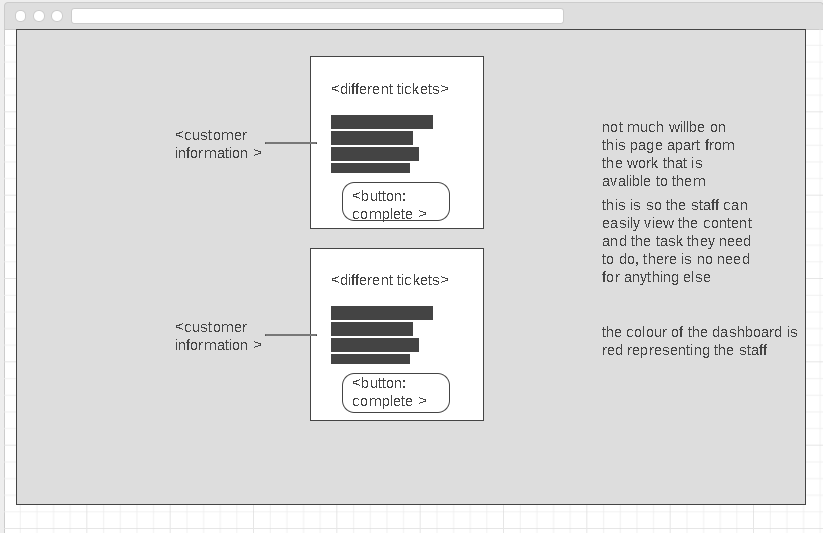 <different tickets>
<customer
information >
<button:
complete >
not much willbe on
this page apart from
the work that is
avalible to them
this is so the staff can
easily view the content
and the task they need
to do, there is no need
for anything else
<different tickets>
<customer
information >
<button:
complete >
the colour of the dashboard is
red representing the staff